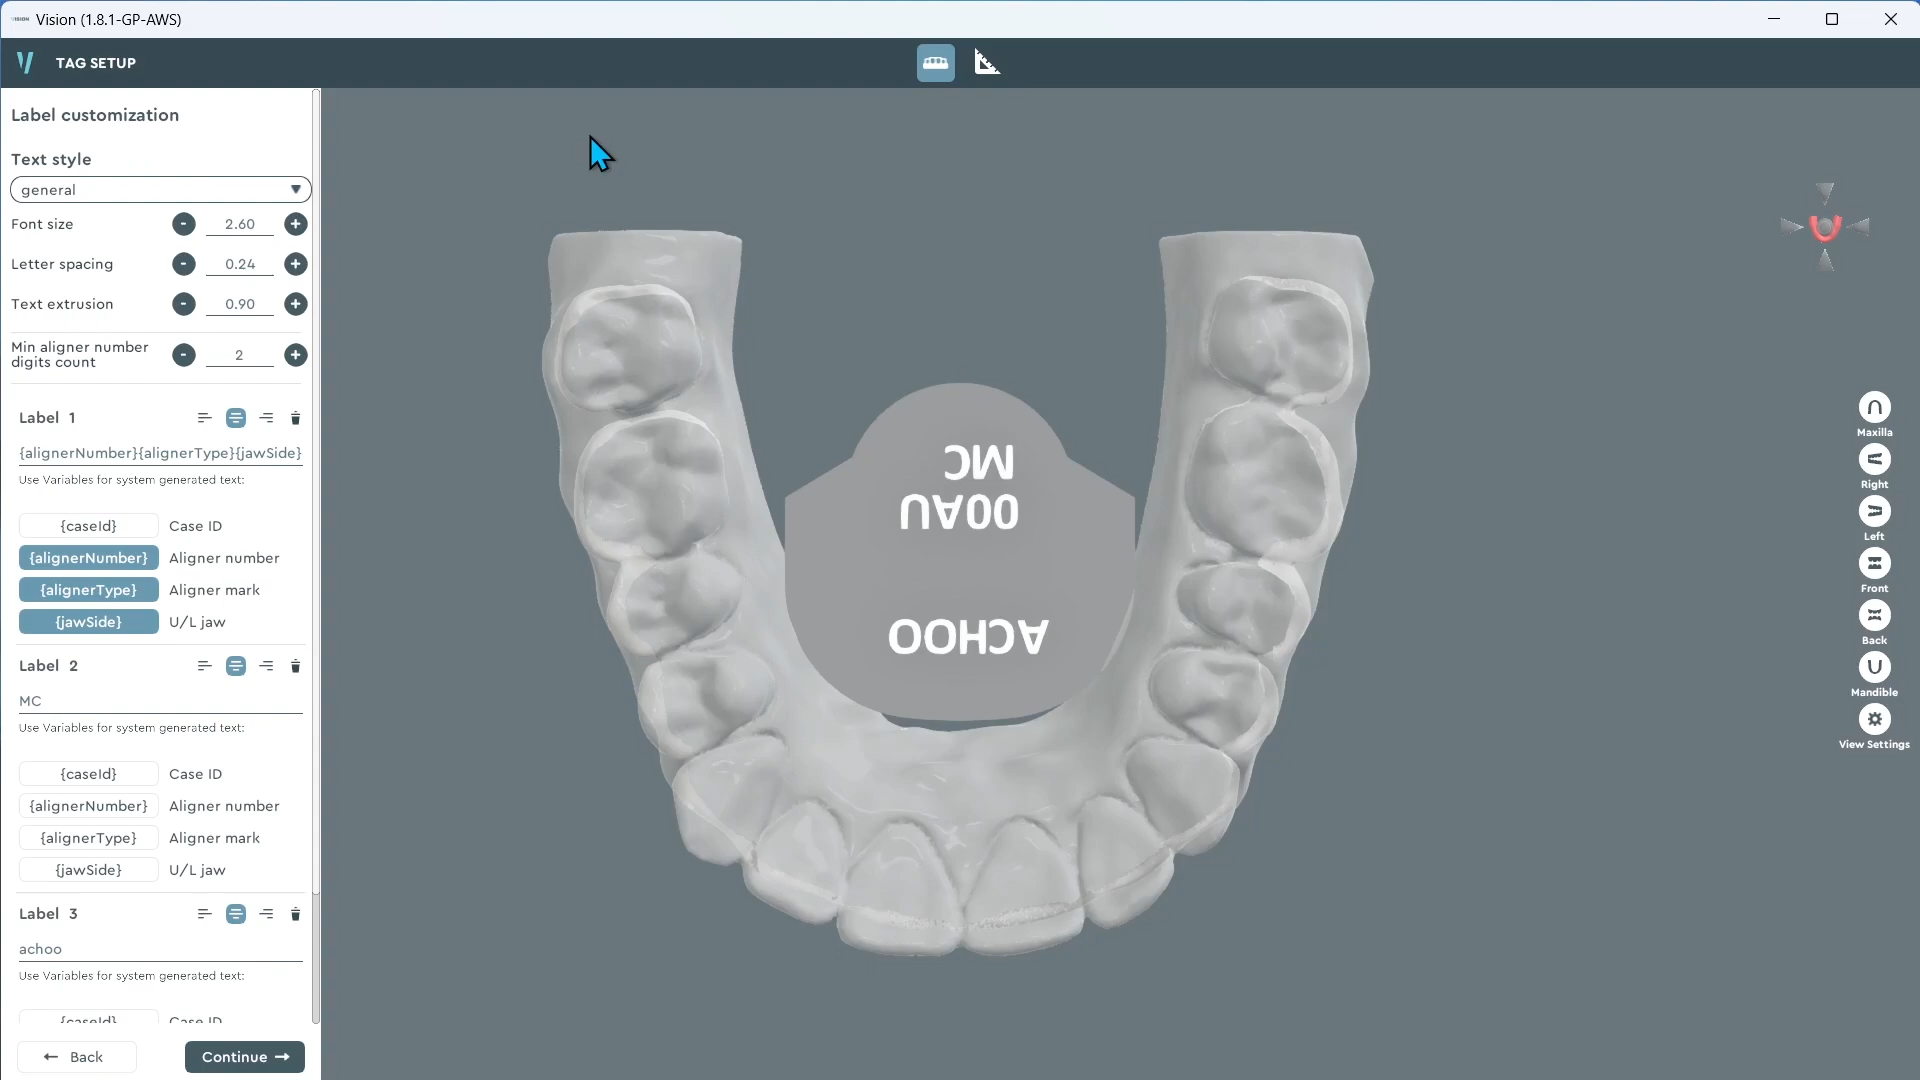 VISION Vision (1.8.1-GP-AWS)
TAG SETUP
Label customization
Text style
general
Font size - 2.60 +
Letter spacing - 0.24 +
Text extrusion - 0.90 +
Min aligner number
digits count - 2 +
Label 1
{alignerNumber}{alignerType}{jawSide}
Use Variables for system generated text:
{caseId} Case ID
{alignerNumber} Aligner number
{alignerType} Aligner mark
{jawSide} U/L jaw
Label 2
MC
Use Variables for system generated text:
{caseId} Case ID
{alignerNumber} Aligner number
{alignerType} Aligner mark
{jawSide} U/L jaw
Label 3
achoo
Use Variables for system generated text:
{caseId} Case ID
Back
Continue
MC
00AU
ACHOO
Maxilla
Right
Left
Front
Back
Mandible
View Settings